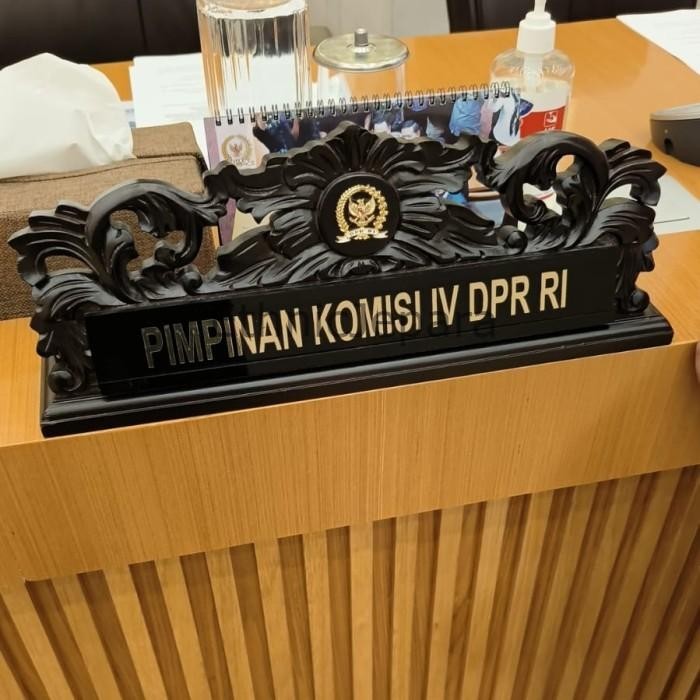 PIMPINAN KOMISI IV DPR RI